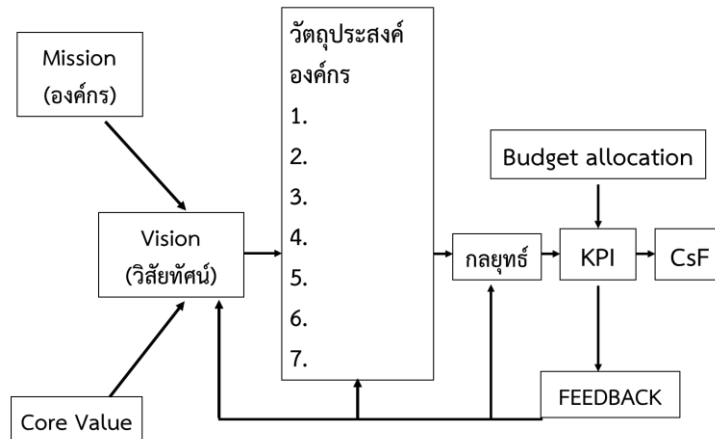 Mission
(องค์กร)
Vision
(วิสัยทัศน์)
Core Value
วัตถุประสงค์
องค์กร
1.
2.
3.
4.
5.
6.
7.
กลยุทธ์
Budget allocation
KPI
CsF
FEEDBACK